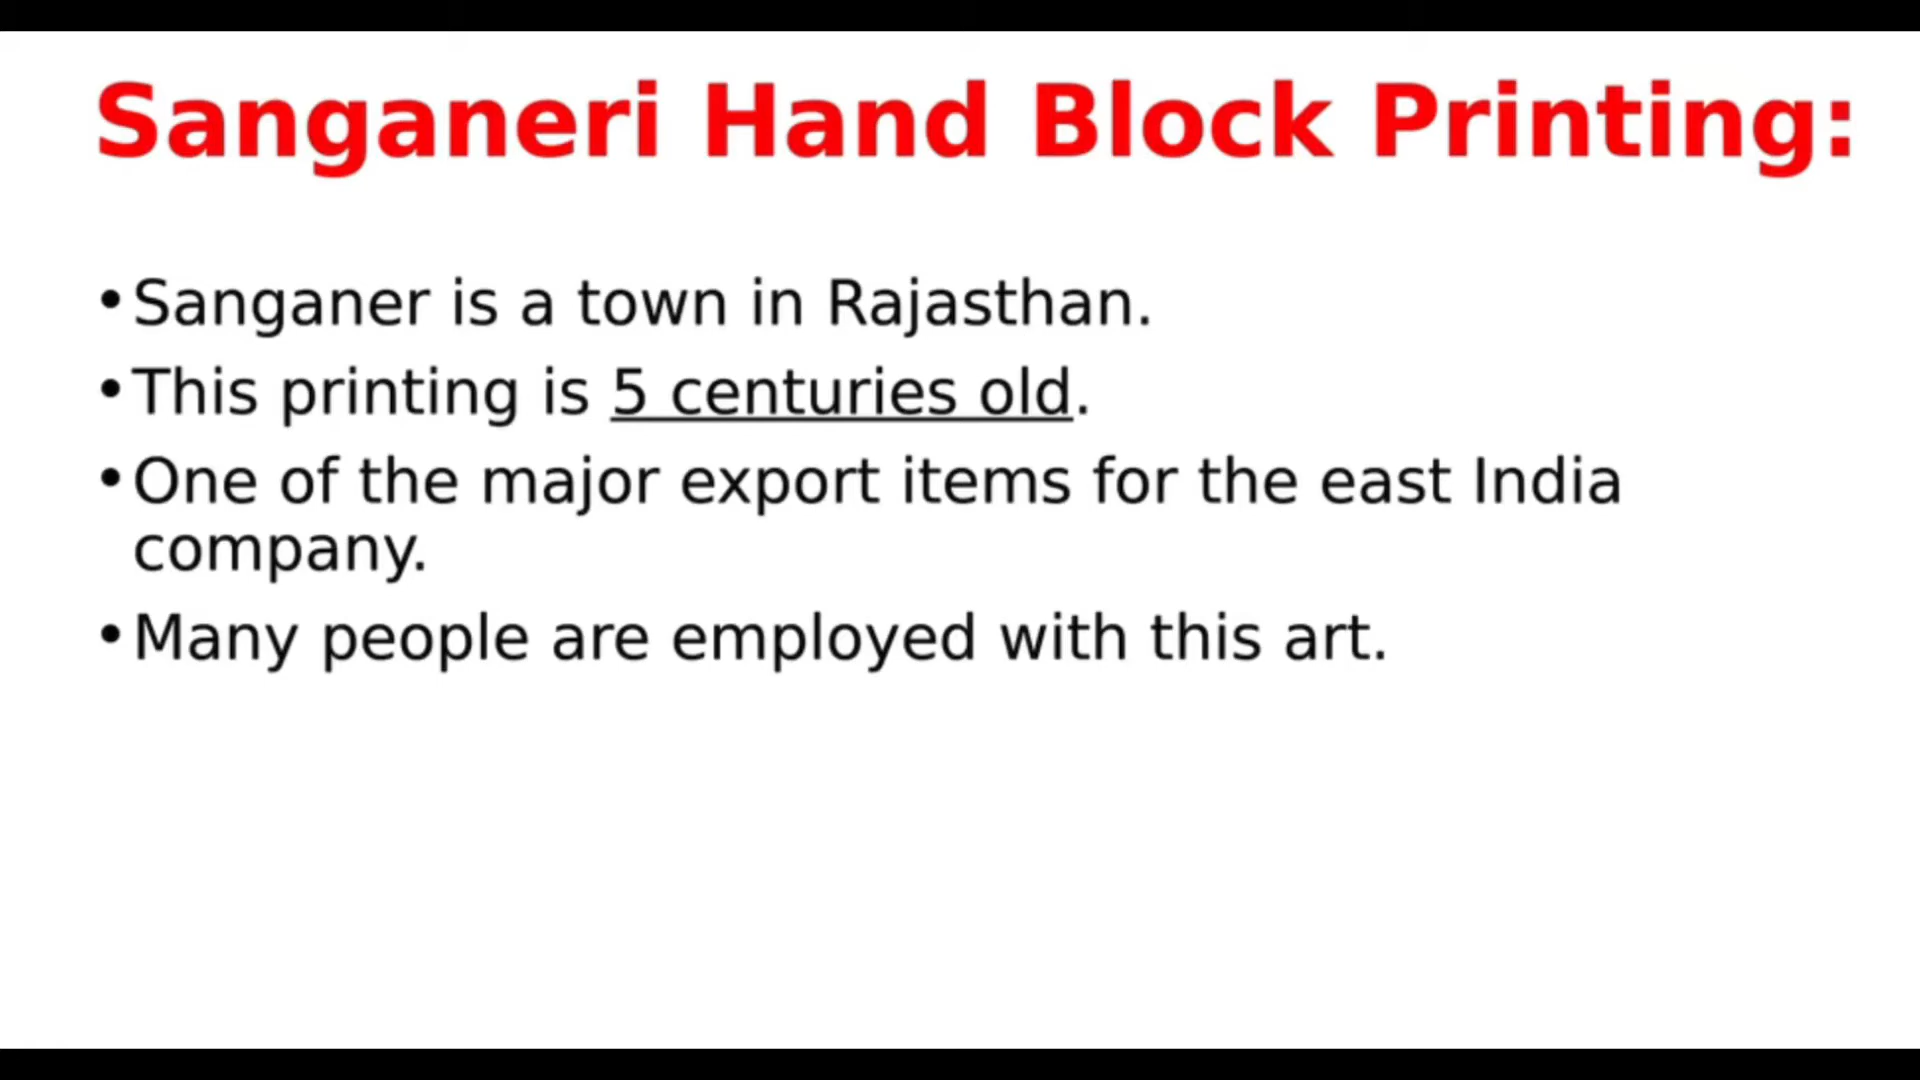 Sanganeri Hand Block Printing:
• Sanganer is a town in Rajasthan.
• This printing is 5 centuries old.
• One of the major export items for the east India
company.
• Many people are employed with this art.